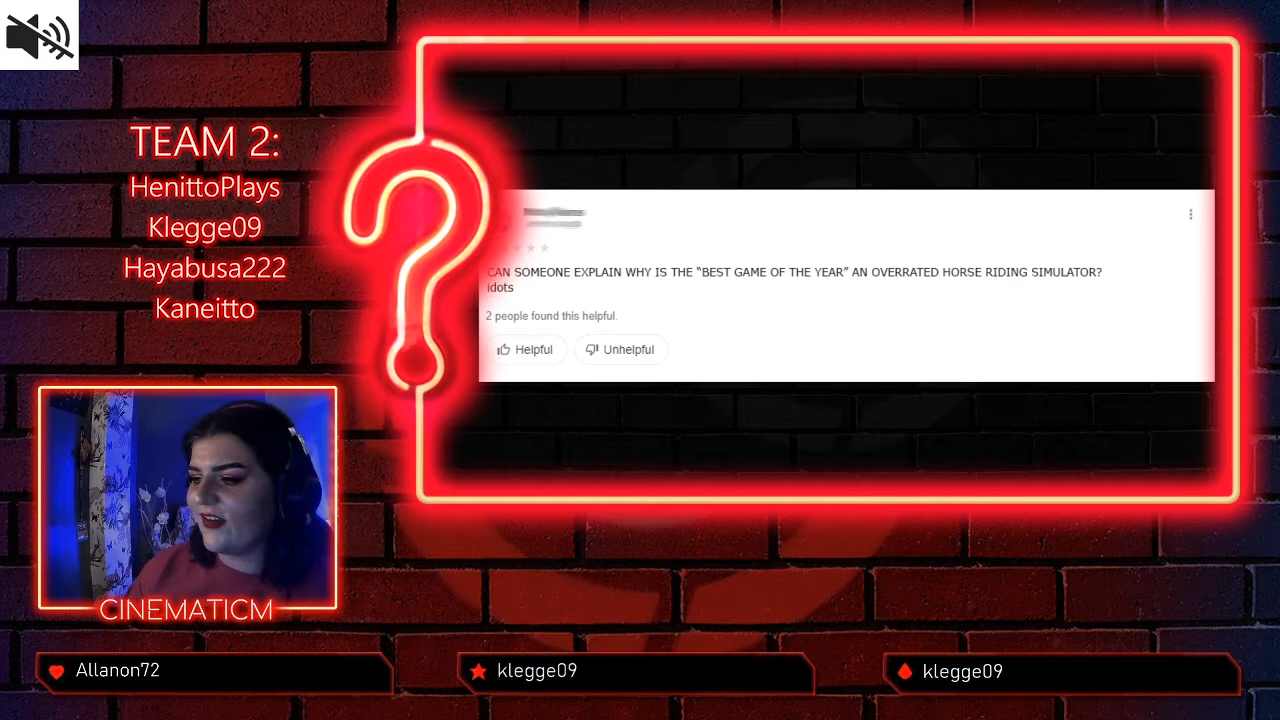 TEAM 2:
HenittoPlays
Klegge09
Hayabusa222
Kaneitto
CAN SOMEONE EXPLAIN WHY IS THE “BEST GAME OF THE YEAR” AN OVERRATED HORSE RIDING SIMULATOR?
idots
2 people found this helpful.
Helpful
Unhelpful
CINEMATICM
Allanon72
klegge09
klegge09